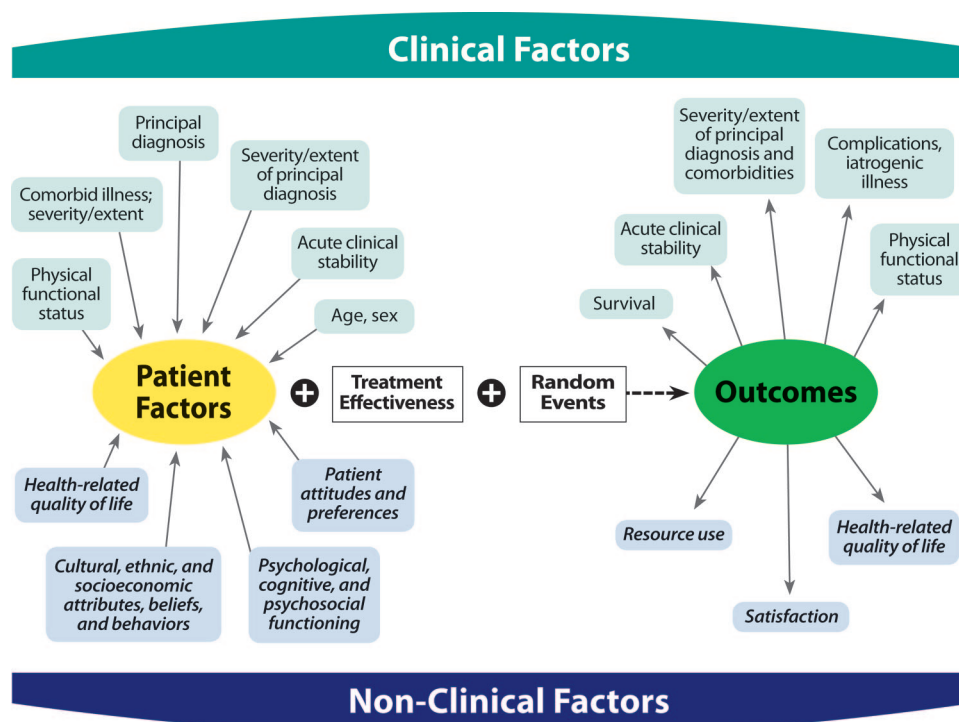 Clinical Factors
Principal
diagnosis
Severity/extent
of principal
diagnosis
Comorbid illness;
severity/extent
Acute clinical
stability
Physical
functional
status
Age, sex
Severity/extent
of principal
diagnosis and
comorbidities
Complications,
iatrogenic
illness
Acute clinical
stability
Physical
functional
status
Survival
Patient
Factors
+
Treatment
Effectiveness
+
Random
Events
Outcomes
Health-related
quality of life
Patient
attitudes and
preferences
Cultural, ethnic, and
socioeconomic
attributes, beliefs,
and behaviors
Psychological,
cognitive, and
psychosocial
functioning
Resource use
Health-related
quality of life
Satisfaction
Non-Clinical Factors